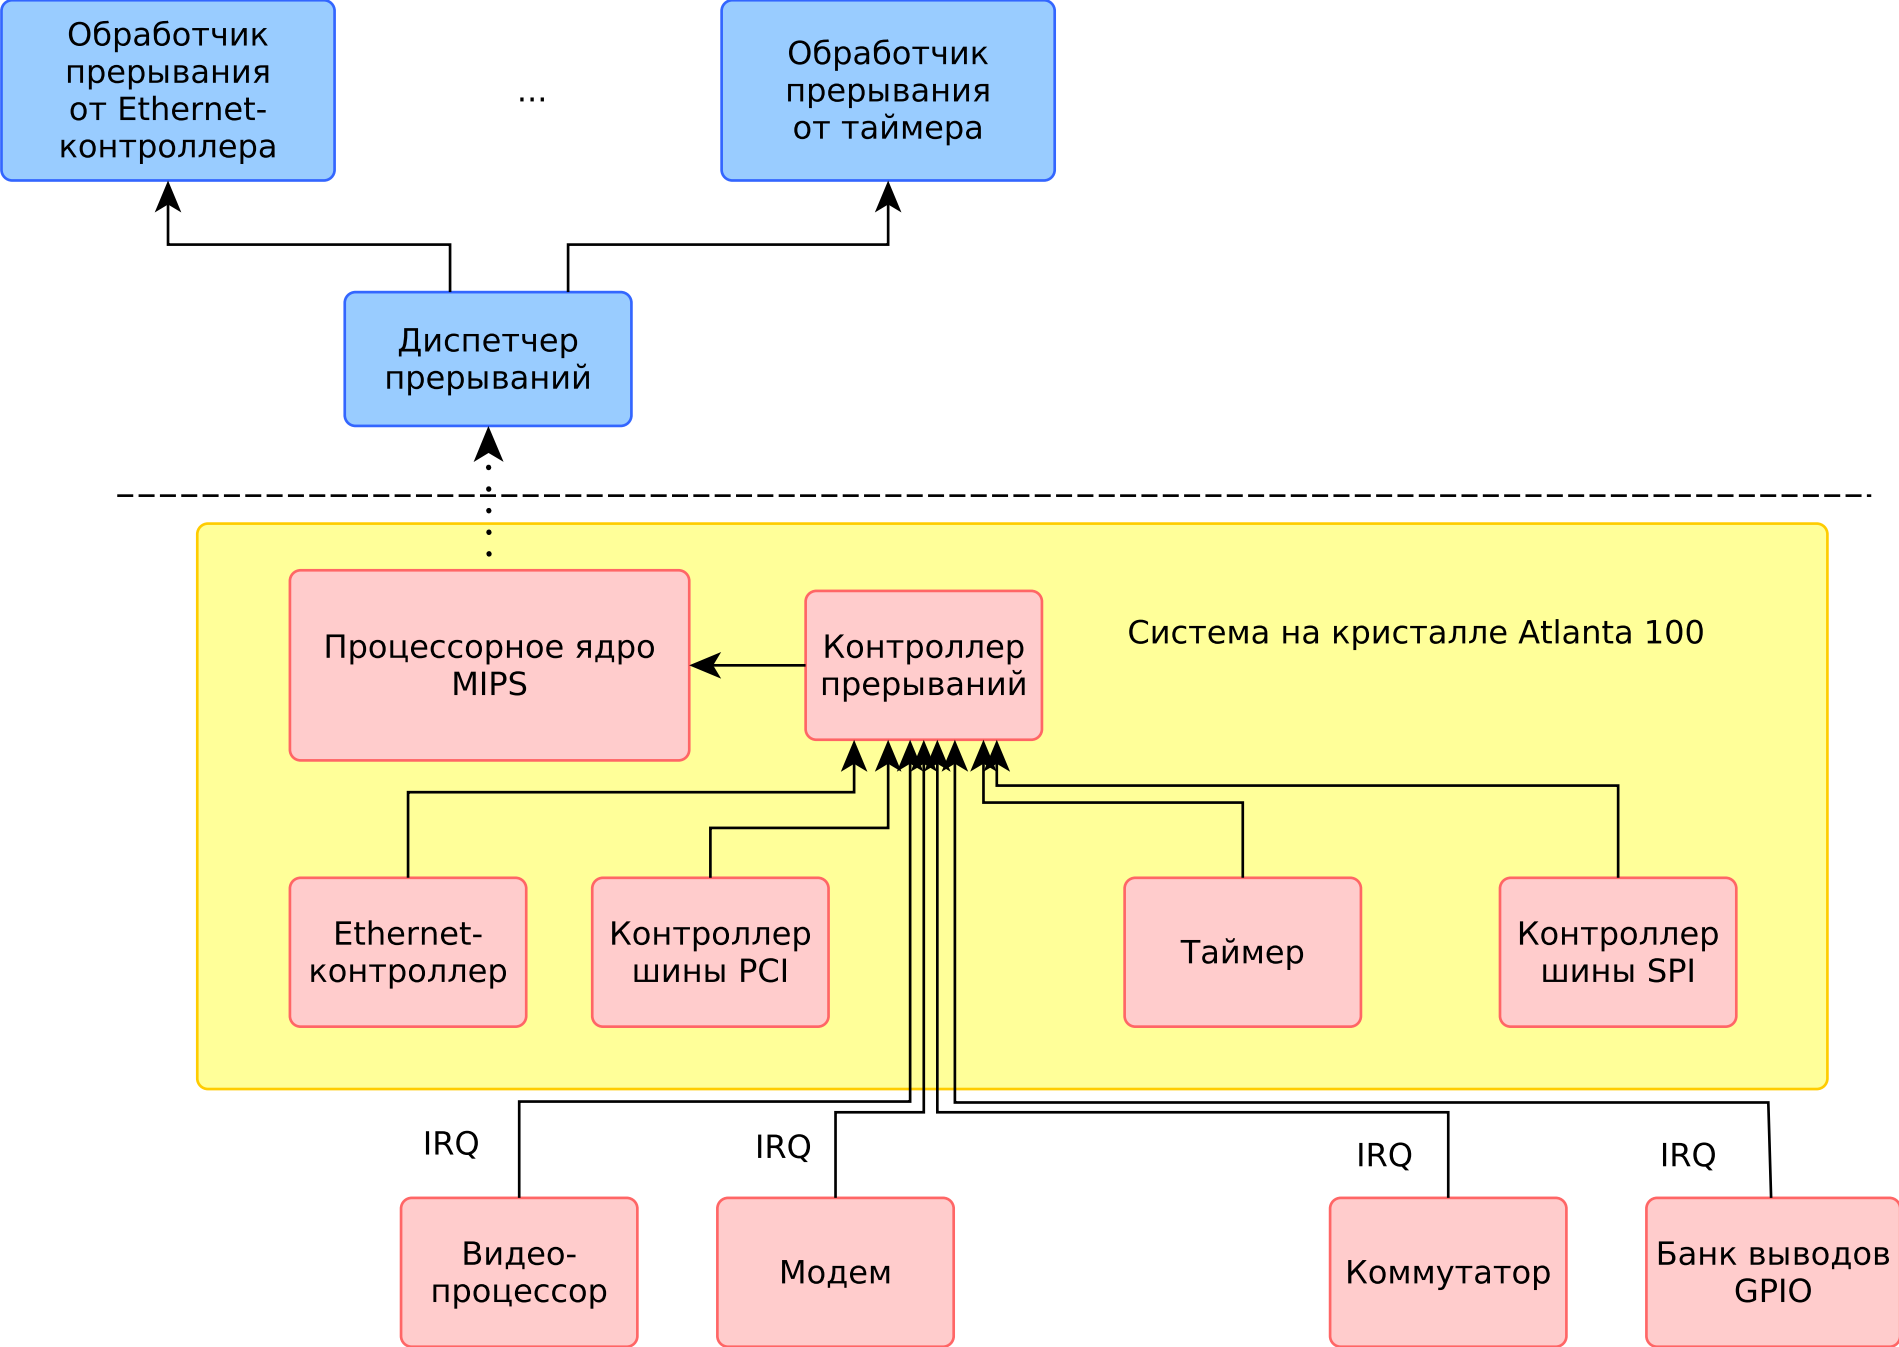 Обработчик
прерывания
от Ethernet-
контроллера
...
Обработчик
прерывания
от таймера
Диспетчер
прерываний
Процессорное ядро
MIPS
Контроллер
прерываний
Система на кристалле Atlanta 100
Ethernet-
контроллер
Контроллер
шины PCI
Таймер
Контроллер
шины SPI
IRQ
IRQ
IRQ
IRQ
Видео-
процессор
Модем
Коммутатор
Банк выводов
GPIO